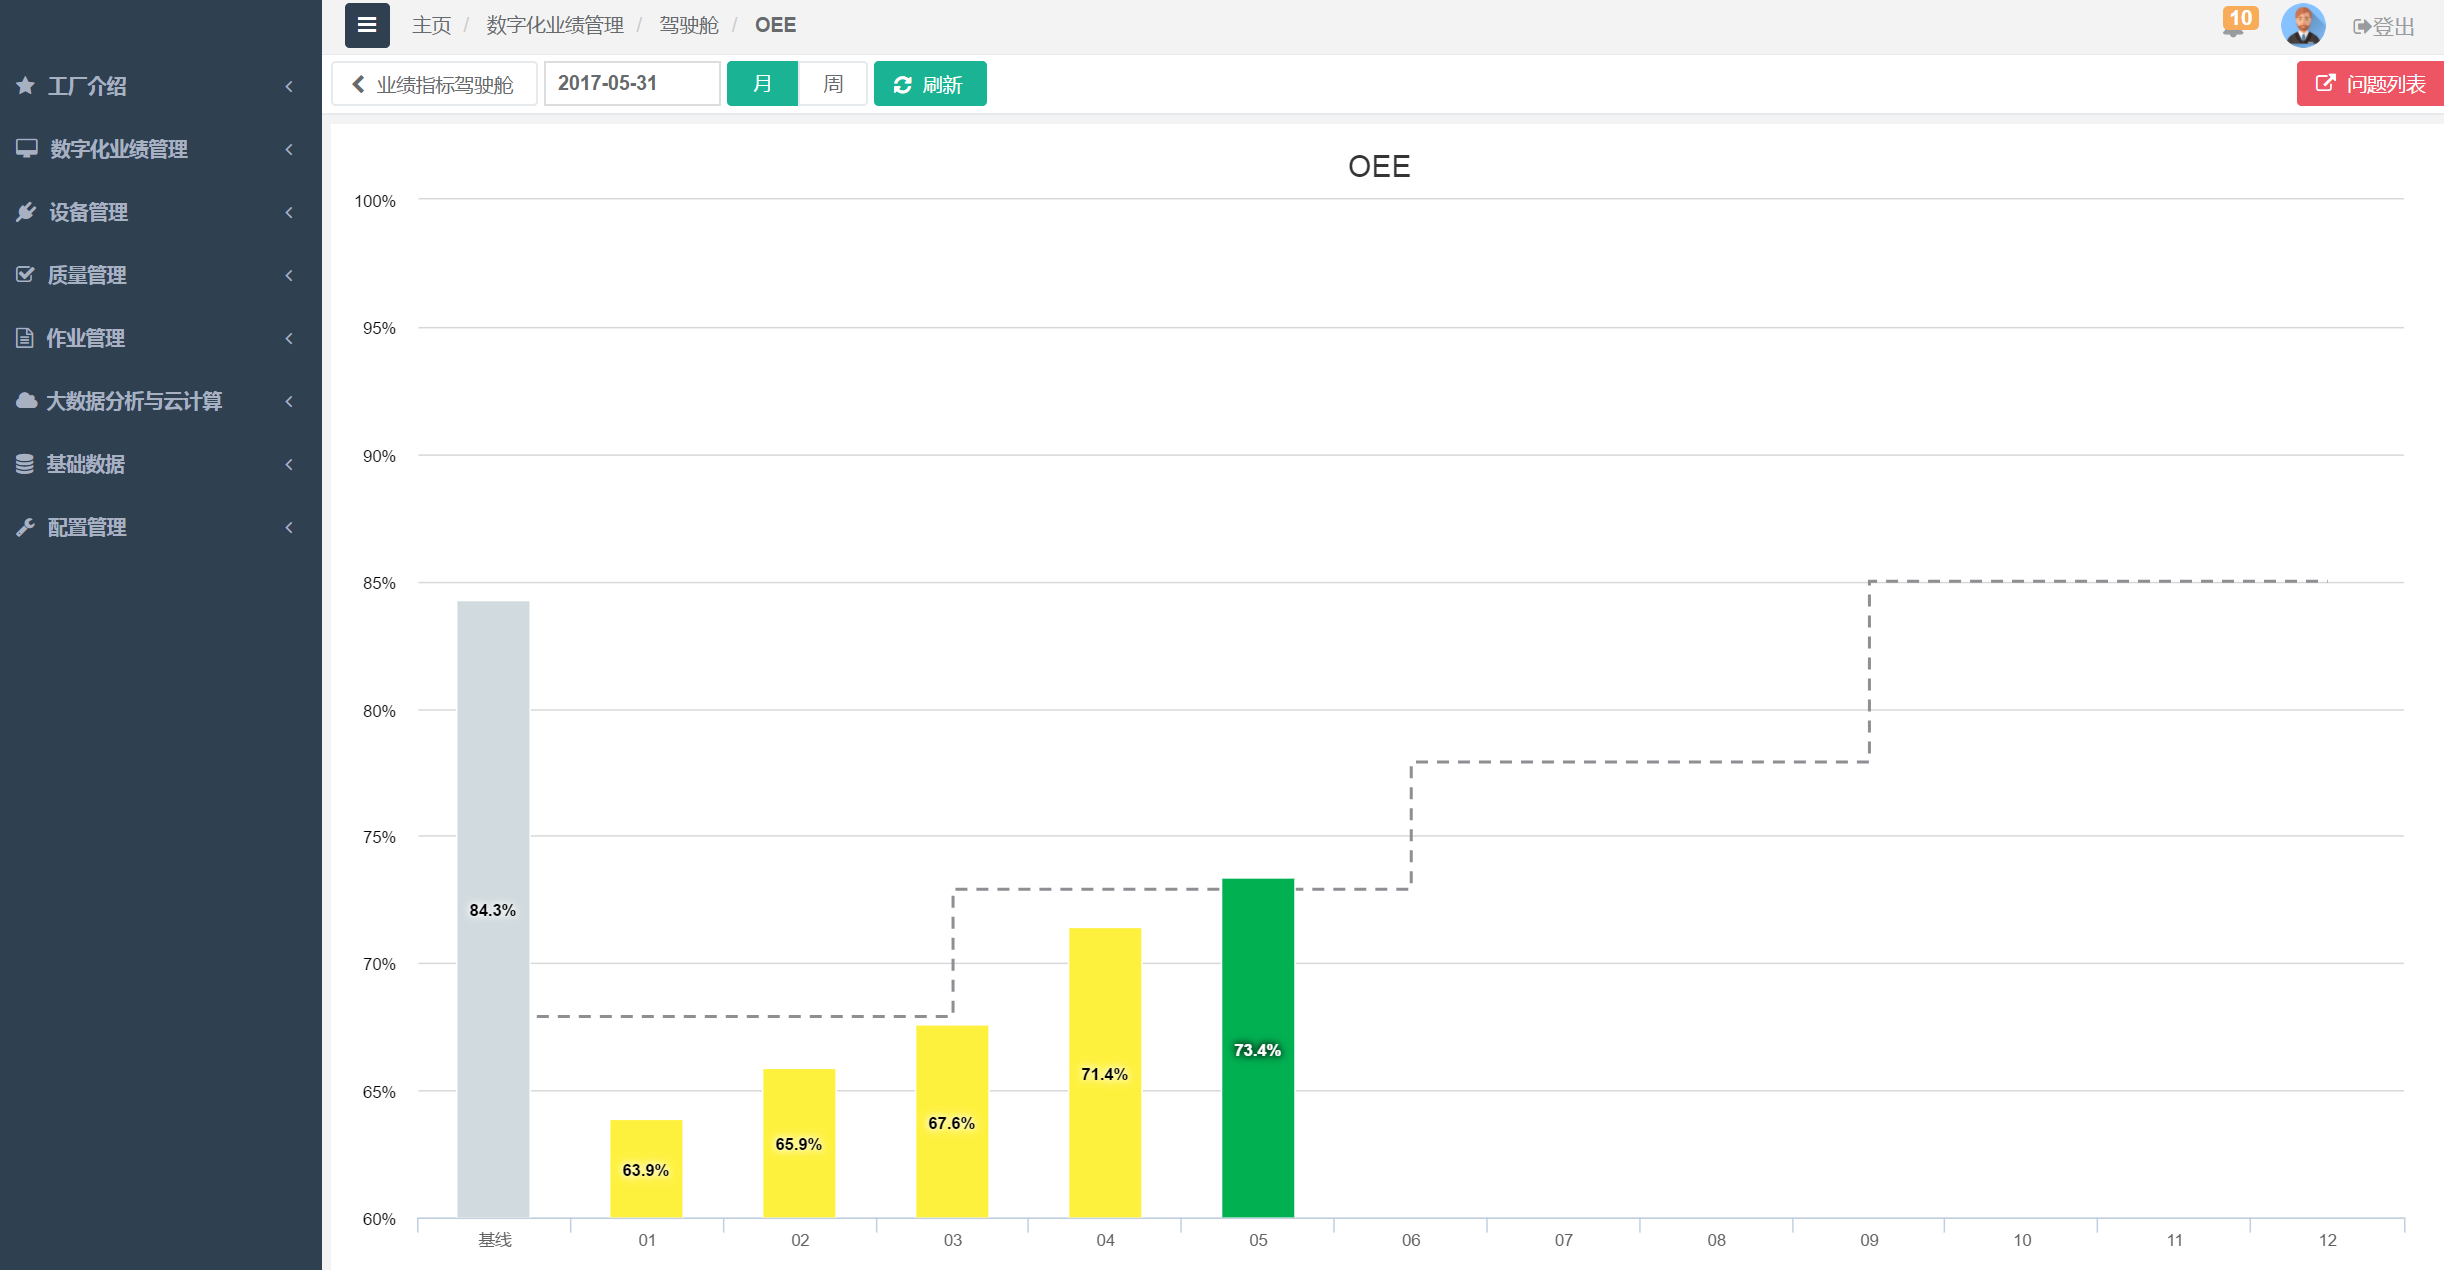 主页 / 数字化业绩管理 / 驾驶舱 / OEE
10
登出
工厂介绍
数字化业绩管理
设备管理
质量管理
作业管理
大数据分析与云计算
基础数据
配置管理
业绩指标驾驶舱
2017-05-31
月
周
刷新
问题列表
OEE
100%
95%
90%
85%
80%
75%
70%
65%
60%
84.3%
63.9%
65.9%
67.6%
71.4%
73.4%
基线 01 02 03 04 05 06 07 08 09 10 11 12